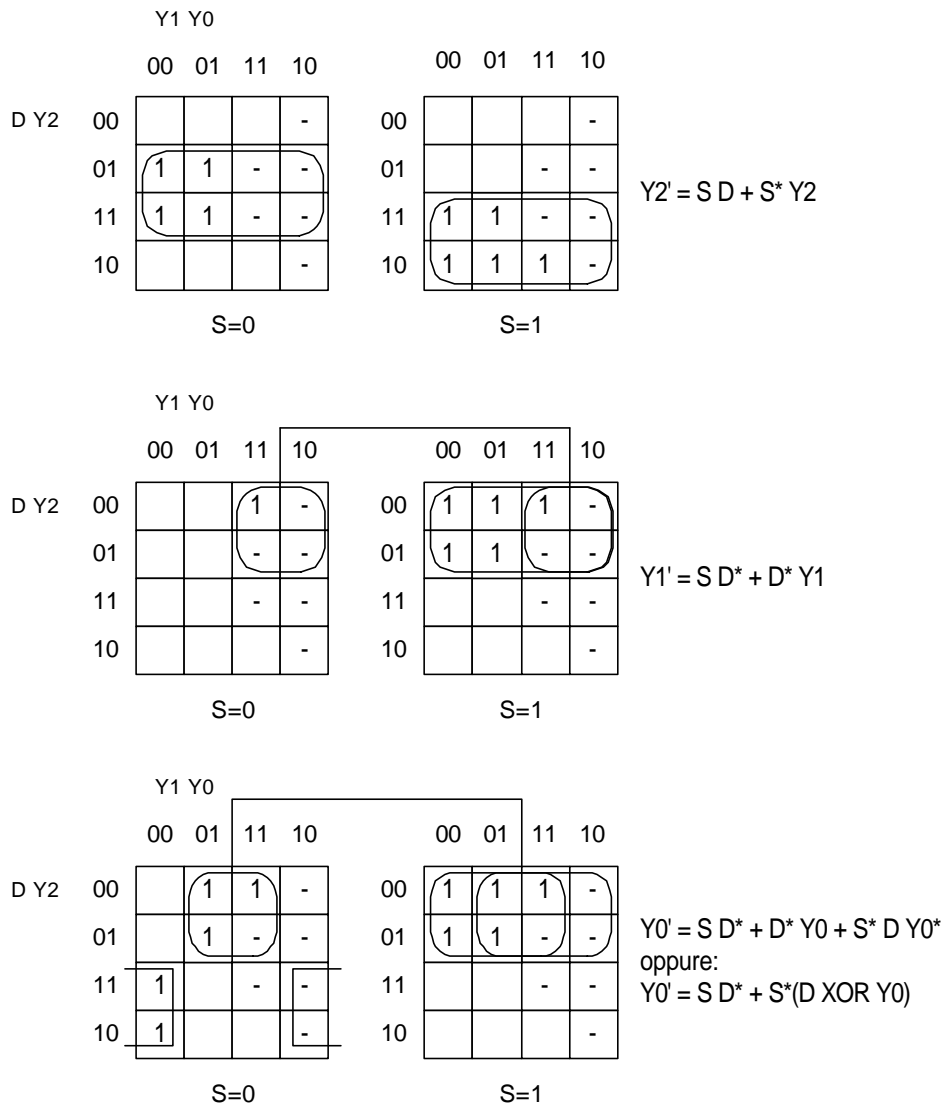 Y1 Y0
00 01 11 10 00 01 11 10
D Y2 00 - 00 -
01 1 1 - - 01 - -
11 1 1 - - 11 1 1 - -
10 - 10 1 1 1 -
Y2' = S D + S* Y2
S=0 S=1
Y1 Y0
00 01 11 10 00 01 11 10
D Y2 00 1 - 00 1 1 1 -
01 - - 01 1 1 - -
11 - - 11 - -
10 - 10 -
Y1' = S D* + D* Y1
S=0 S=1
Y1 Y0
00 01 11 10 00 01 11 10
D Y2 00 1 1 - 00 1 1 1 -
01 1 - - 01 1 1 - -
11 1 - - 11 - -
10 1 - 10 -
Y0' = S D* + D* Y0 + S* D Y0*
oppure:
Y0' = S D* + S*(D XOR Y0)
S=0 S=1